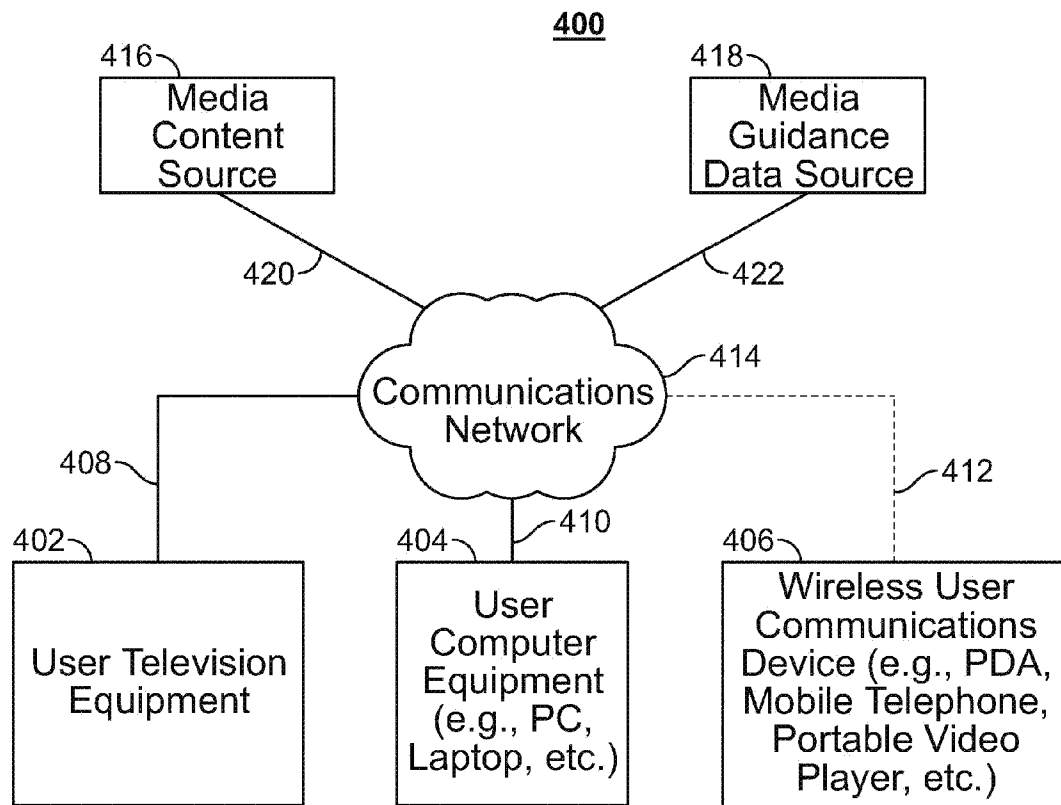 400
416
Media
Content
Source
418
Media
Guidance
Data Source
420
422
414
Communications
Network
408
412
410
402
User Television
Equipment
404
User
Computer
Equipment
(e.g., PC,
Laptop, etc.)
406
Wireless User
Communications
Device (e.g., PDA,
Mobile Telephone,
Portable Video
Player, etc.)